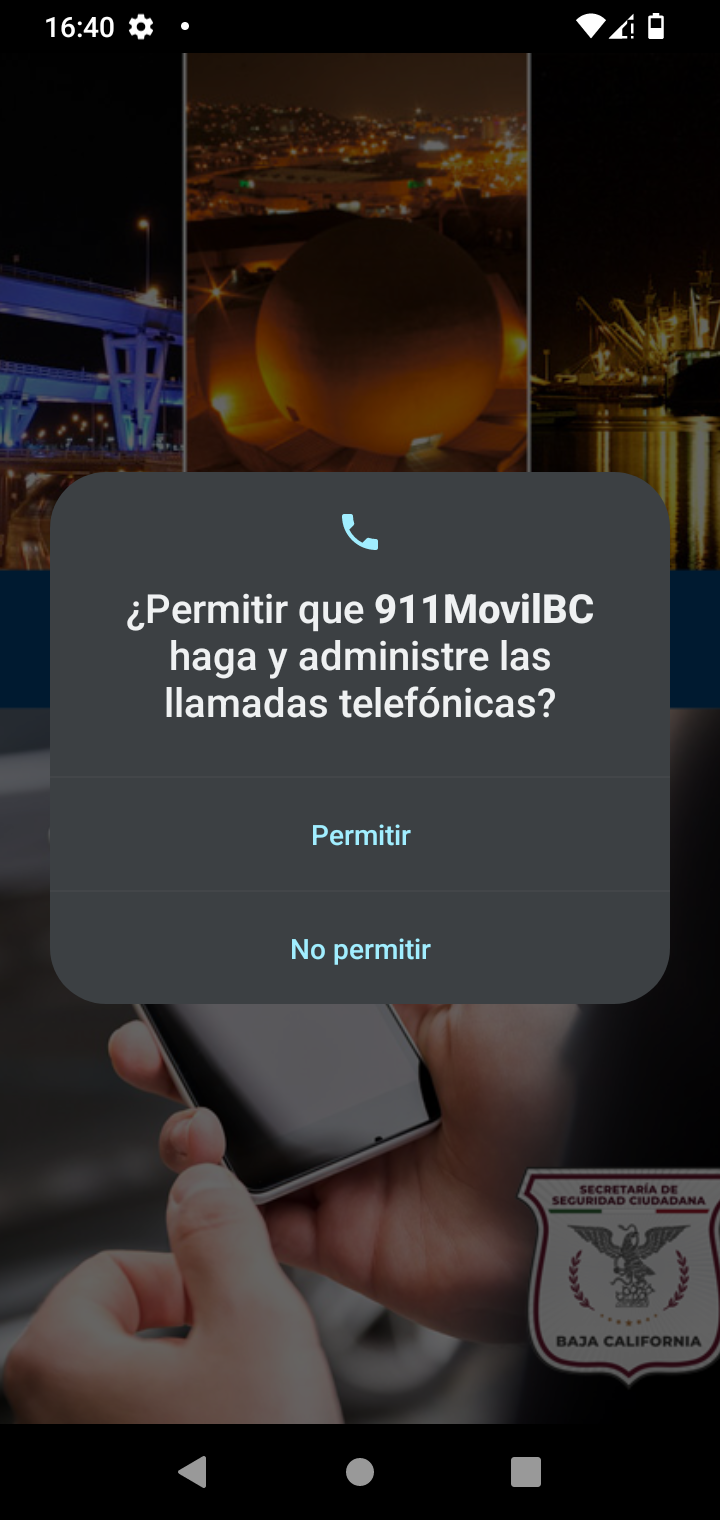 16:40
¿Permitir que 911MovilBC
haga y administre las
llamadas telefónicas?
Permitir
No permitir
SECRETARÍA DE
SEGURIDAD CIUDADANA
BAJA CALIFORNIA